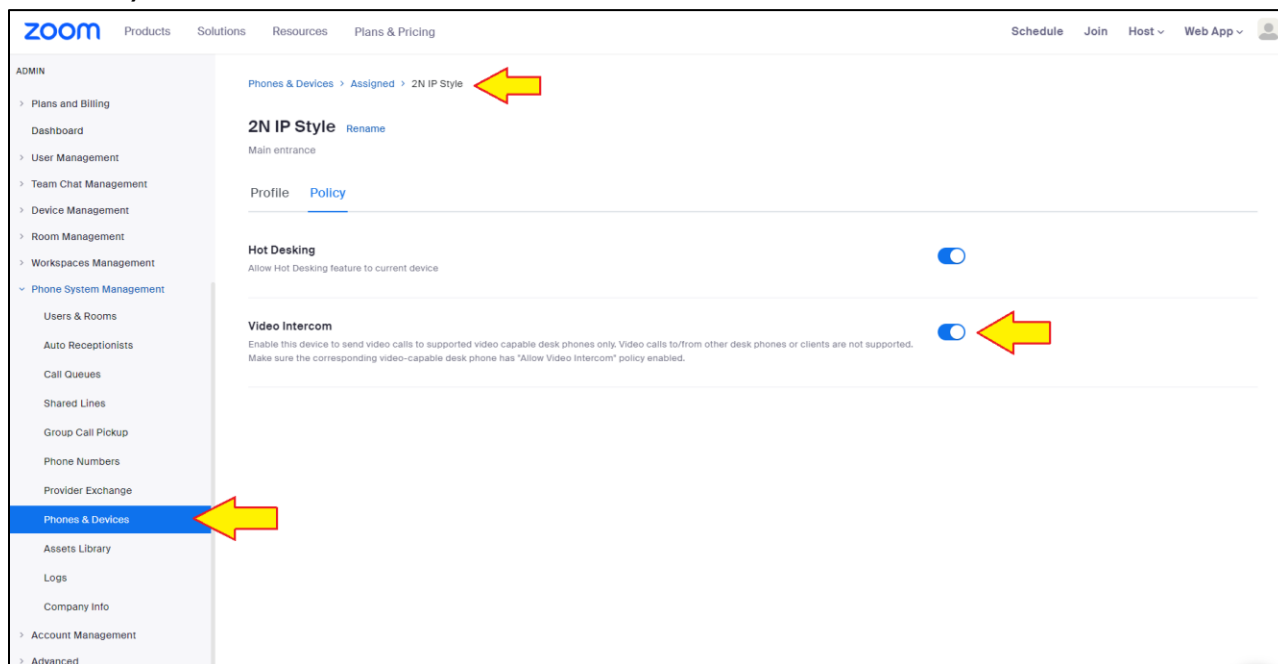 zoom Products Solutions Resources Plans & Pricing Schedule Join Host Web App
ADMIN
Plans and Billing
Dashboard
User Management
Team Chat Management
Device Management
Room Management
Workspaces Management
Phone System Management
Users & Rooms
Auto Receptionists
Call Queues
Shared Lines
Group Call Pickup
Phone Numbers
Provider Exchange
Phones & Devices
Assets Library
Logs
Company Info
Account Management
Advanced
Phones & Devices > Assigned > 2N IP Style
2N IP Style Rename
Main entrance
Profile Policy
Hot Desking
Allow Hot Desking feature to current device
Video Intercom
Enable this device to send video calls to supported video capable desk phones only. Video calls to/from other desk phones or clients are not supported.
Make sure the corresponding video-capable desk phone has "Allow Video Intercom" policy enabled.